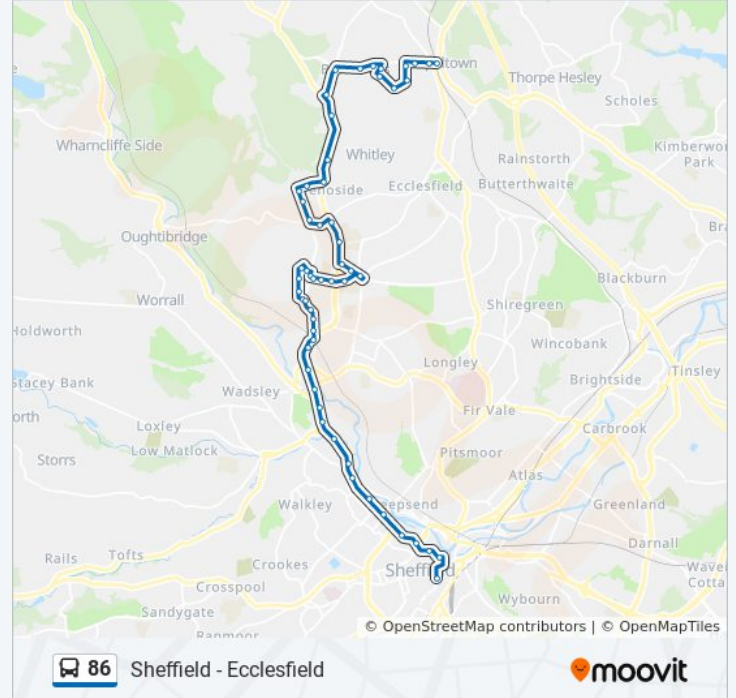 Thorpe Hesley
Scholes
Wharncliffe Side
Kimberwor
Park
Whitley
Rainstorth
Ecclesfield
Butterthwaite
Oughtibridge
Blackburn
Worrall
Shiregreen
Holdworth
Wincobank
Longley
Stacey Bank
Wadsley
Brightside
Tinsley
Fir Vale
Loxley
Carbrook
Low Matlock
Storrs
Pitsmoor
Atlas
Walkley
Greenland
Darnall
Rails
Tofts
Crookes
Sheffield
Crosspool
Wybourn
Sandygate
Ranmoor
© OpenStreetMap contributors | © OpenMapTiles
86 Sheffield - Ecclesfield
moovit